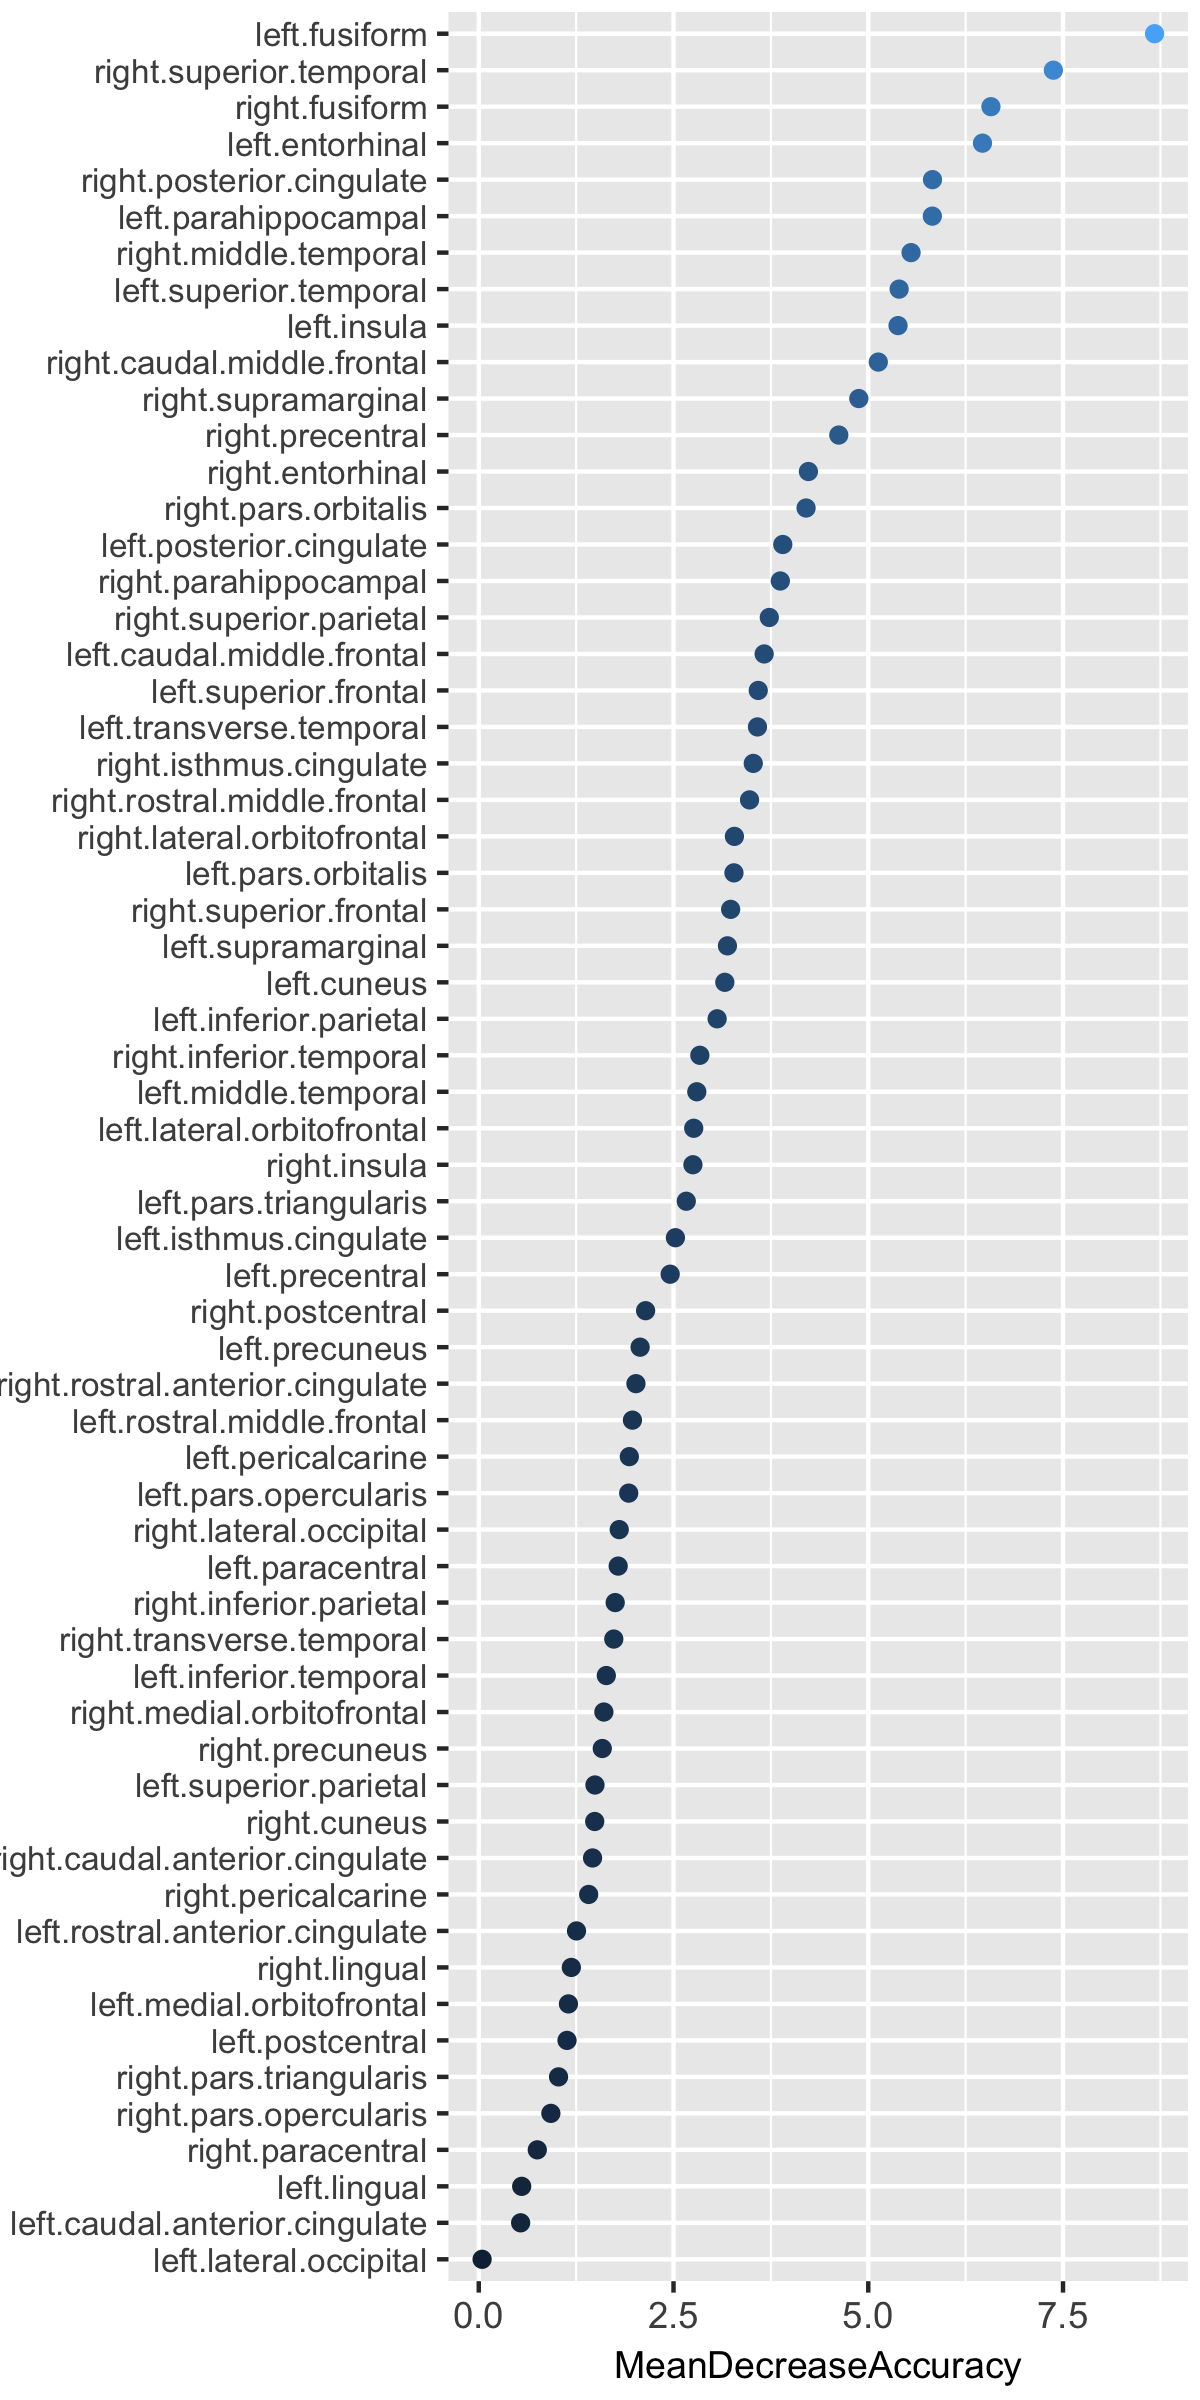 left.fusiform
right.superior.temporal
right.fusiform
left.entorhinal
right.posterior.cingulate
left.parahippocampal
right.middle.temporal
left.superior.temporal
left.insula
right.caudal.middle.frontal
right.supramarginal
right.precentral
right.entorhinal
right.pars.orbitalis
left.posterior.cingulate
right.parahippocampal
right.superior.parietal
left.caudal.middle.frontal
left.superior.frontal
left.transverse.temporal
right.isthmus.cingulate
right.rostral.middle.frontal
right.lateral.orbitofrontal
left.pars.orbitalis
right.superior.frontal
left.supramarginal
left.cuneus
left.inferior.parietal
right.inferior.temporal
left.middle.temporal
left.lateral.orbitofrontal
right.insula
left.pars.triangularis
left.isthmus.cingulate
left.precentral
right.postcentral
left.precuneus
right.rostral.anterior.cingulate
left.rostral.middle.frontal
left.pericalcarine
left.pars.opercularis
right.lateral.occipital
left.paracentral
right.inferior.parietal
right.transverse.temporal
left.inferior.temporal
right.medial.orbitofrontal
right.precuneus
left.superior.parietal
right.cuneus
right.caudal.anterior.cingulate
right.pericalcarine
left.rostral.anterior.cingulate
right.lingual
left.medial.orbitofrontal
left.postcentral
right.pars.triangularis
right.pars.opercularis
right.paracentral
left.lingual
left.caudal.anterior.cingulate
left.lateral.occipital
0.0 2.5 5.0 7.5
MeanDecreaseAccuracy